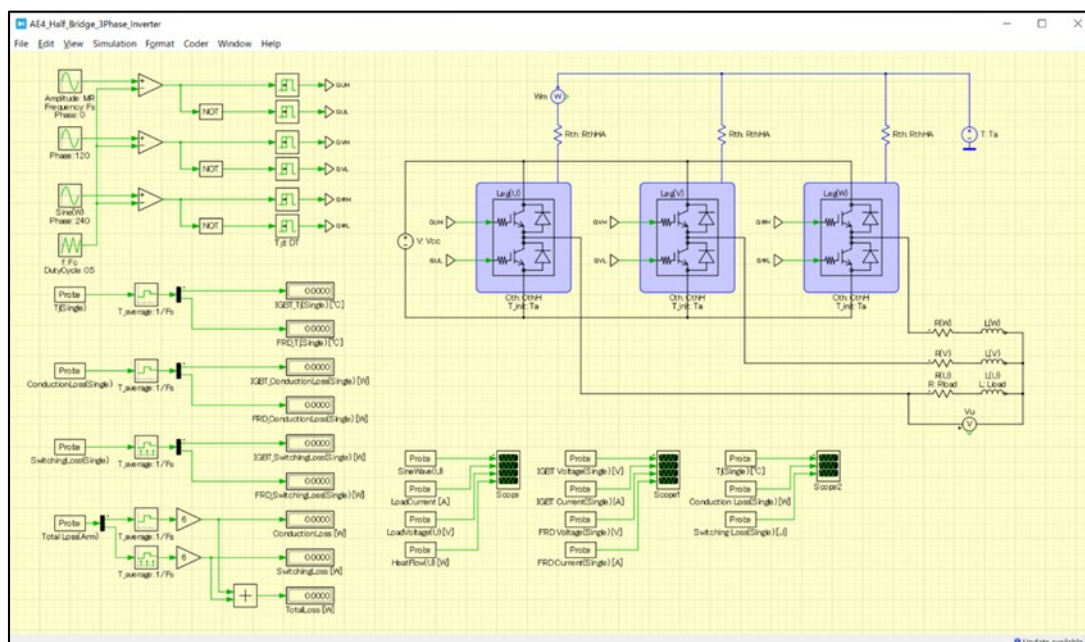 AE4_Half_Bridge_3Phase_Inverter
File Edit View Simulation Format Coder Window Help
Amplitude: MR
Frequency: Fs
Phase: 0
Phase: 120
Sine(W)
Phase: 240
f: Fc
DutyCycle: 0.5
NOT
NOT
NOT
T_d: DT
GUH
GUL
GVH
GVL
GWH
GWL
Wm
W
Rth: RthHA
Rth: RthHA
Rth: RthHA
T: Ta
V: Vcc
Leg(U)
GUH
GUL
Cth: CthH
T_init: Ta
Leg(V)
GVH
GVL
Cth: CthH
T_init: Ta
Leg(W)
GWH
GWL
Cth: CthH
T_init: Ta
R(W) L(W)
R(V) L(V)
R(U) L(U)
R: Rload L: Lload
Vu
V
Probe
Tj(Single)
T_average: 1/Fs
0.0000
IGBT_Tj(Single) [°C]
0.0000
FRD_Tj(Single) [°C]
Probe
ConductionLoss(Single)
T_average: 1/Fs
0.0000
IGBT_ConductionLoss(Single) [W]
0.0000
FRD_ConductionLoss(Single) [W]
Probe
SwitchingLoss(Single)
T_average: 1/Fs
0.0000
IGBT_SwitchingLoss(Single) [W]
0.0000
FRD_SwitchingLoss(Single) [W]
Probe
Total Loss(Arm)
T_average: 1/Fs
6
0.0000
ConductionLoss [W]
T_average: 1/Fs
6
0.0000
SwitchingLoss [W]
0.0000
TotalLoss [W]
Probe
SineWave(U)
Probe
LoadCurrent [A]
Probe
LoadVoltage(U) [V]
Probe
HeatFlow(U) [W]
Scope
Probe
IGBT Voltage(Single) [V]
Probe
IGBT Current(Single) [A]
Probe
FRD Voltage(Single) [V]
Probe
FRD Current(Single) [A]
Scope1
Probe
Tj(Single) [°C]
Probe
Conduction Loss(Single) [W]
Probe
Switching Loss(Single) [J]
Scope2
Update available